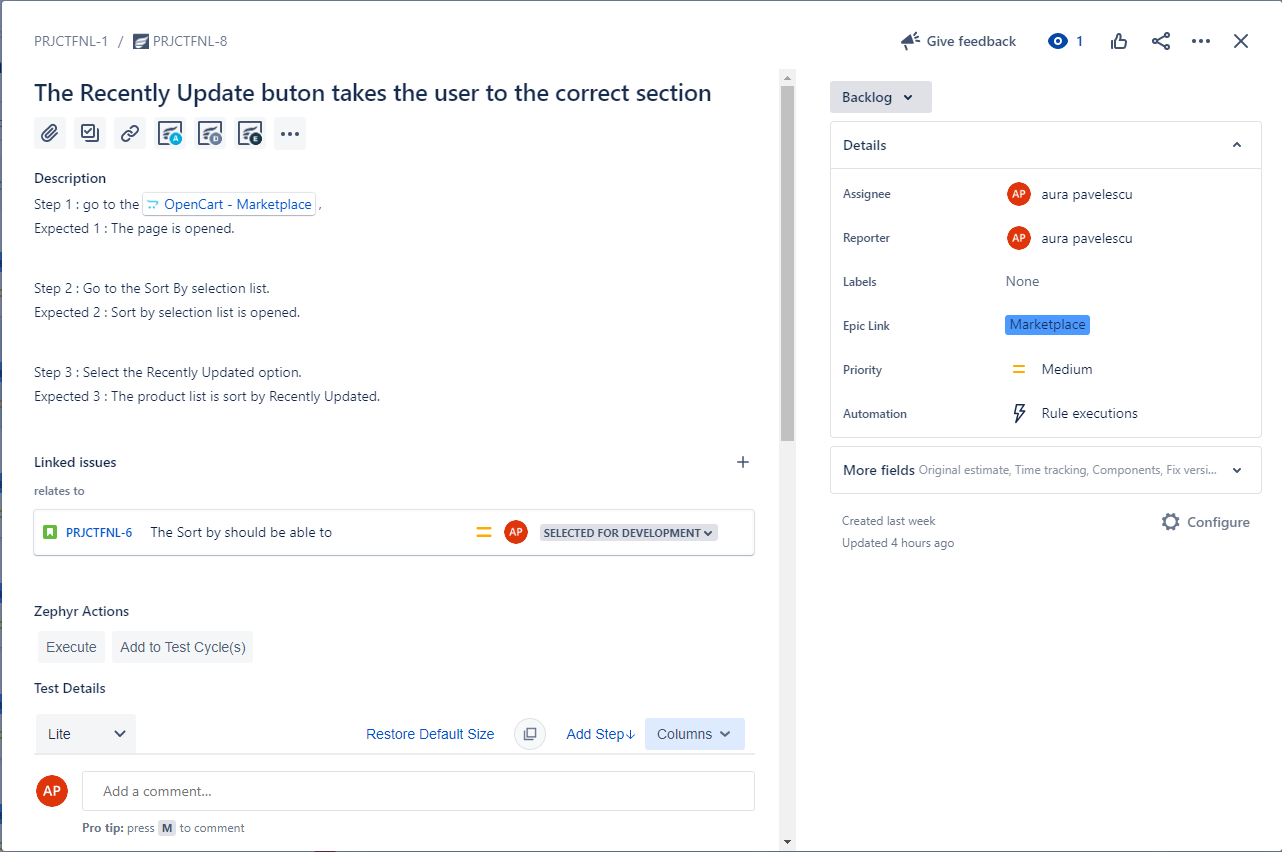 PRJCTFNL-1 / PRJCTFNL-8
Give feedback
1
The Recently Update buton takes the user to the correct section
A
D
E
Description
Step 1 : go to the OpenCart - Marketplace ,
Expected 1 : The page is opened.
Step 2 : Go to the Sort By selection list.
Expected 2 : Sort by selection list is opened.
Step 3 : Select the Recently Updated option.
Expected 3 : The product list is sort by Recently Updated.
Linked issues
relates to
PRJCTFNL-6 The Sort by should be able to AP SELECTED FOR DEVELOPMENT
Zephyr Actions
Execute Add to Test Cycle(s)
Test Details
Lite Restore Default Size Add Step↓ Columns
AP Add a comment...
Pro tip: press M to comment
Backlog
Details
Assignee AP aura pavelescu
Reporter AP aura pavelescu
Labels None
Epic Link Marketplace
Priority Medium
Automation Rule executions
More fields Original estimate, Time tracking, Components, Fix versi...
Created last week Configure
Updated 4 hours ago